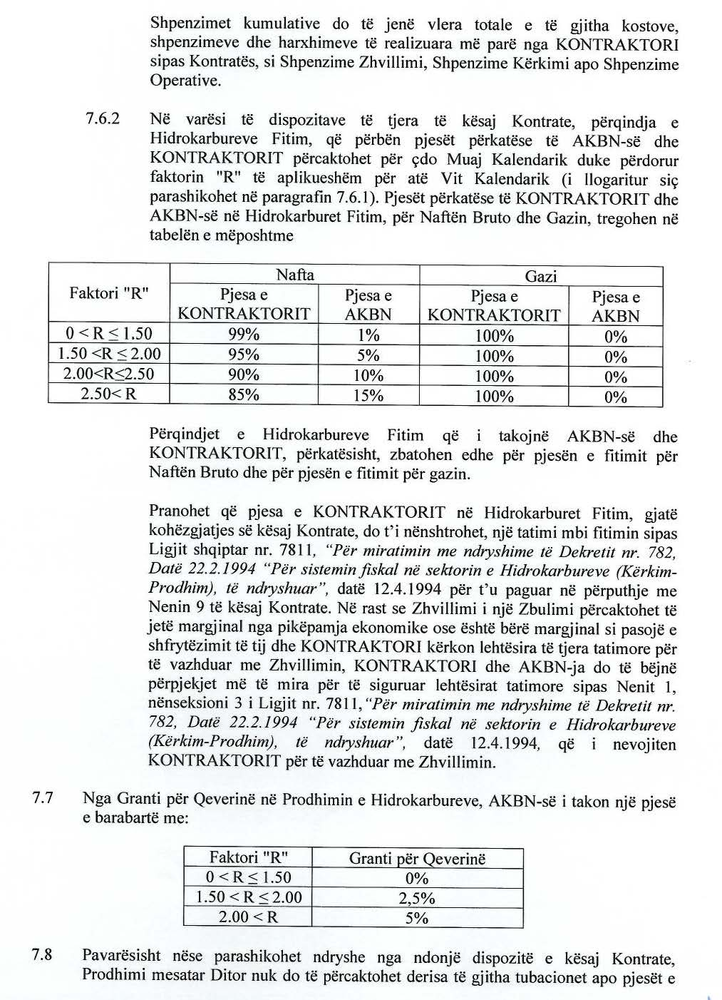 Shpenzimet kumulative do të jenë vlera totale e të gjitha kostove,
shpenzimeve dhe harxhimeve të realizuara më parë nga KONTRAKTORI
sipas Kontratës, si Shpenzime Zhvillimi, Shpenzime Kërkimi apo Shpenzime
Operative.
7.6.2 Në varësi të dispozitave të tjera të kësaj Kontrate, përqindja e
Hidrokarbureve Fitim, që përbën pjesët përkatëse të AKBN-së dhe
KONTRAKTORIT përcaktohet për çdo Muaj Kalendarik duke përdorur
faktorin "R" të aplikueshëm për atë Vit Kalendarik (i llogaritur siç
parashikohet në paragrafin 7.6.1). Pjesët përkatëse të KONTRAKTORIT dhe
AKBN-së në Hidrokarburet Fitim, për Naftën Bruto dhe Gazin, tregohen në
tabelën e mëposhtme
Faktori "R" Nafta Gazi
Pjesa e KONTRAKTORIT Pjesa e AKBN Pjesa e KONTRAKTORIT Pjesa e AKBN
0 < R ≤ 1.50 99% 1% 100% 0%
1.50 <R ≤ 2.00 95% 5% 100% 0%
2.00<R≤2.50 90% 10% 100% 0%
2.50< R 85% 15% 100% 0%
Përqindjet e Hidrokarbureve Fitim që i takojnë AKBN-së dhe
KONTRAKTORIT, përkatësisht, zbatohen edhe për pjesën e fitimit për
Naftën Bruto dhe për pjesën e fitimit për gazin.
Pranohet që pjesa e KONTRAKTORIT në Hidrokarburet Fitim, gjatë
kohëzgjatjes së kësaj Kontrate, do t’i nënshtrohet, një tatimi mbi fitimin sipas
Ligjit shqiptar nr. 7811, “Për miratimin me ndryshime të Dekretit nr. 782,
Datë 22.2.1994 “Për sistemin fiskal në sektorin e Hidrokarbureve (Kërkim-
Prodhim), të ndryshuar”, datë 12.4.1994 për t’u paguar në përputhje me
Nenin 9 të kësaj Kontrate. Në rast se Zhvillimi i një Zbulimi përcaktohet të
jetë margjinal nga pikëpamja ekonomike ose është bërë margjinal si pasojë e
shfrytëzimit të tij dhe KONTRAKTORI kërkon lehtësira të tjera tatimore për
të vazhduar me Zhvillimin, KONTRAKTORI dhe AKBN-ja do të bëjnë
përpjekjet më të mira për të siguruar lehtësirat tatimore sipas Nenit 1,
nënseksioni 3 i Ligjit nr. 7811, “Për miratimin me ndryshime të Dekretit nr.
782, Datë 22.2.1994 “Për sistemin fiskal në sektorin e Hidrokarbureve
(Kërkim-Prodhim), të ndryshuar”, datë 12.4.1994, që i nevojiten
KONTRAKTORIT për të vazhduar me Zhvillimin.
7.7 Nga Granti për Qeverinë në Prodhimin e Hidrokarbureve, AKBN-së i takon një pjesë
e barabartë me:
Faktori "R" Granti për Qeverinë
0 < R ≤ 1.50 0%
1.50 < R ≤ 2.00 2,5%
2.00 < R 5%
7.8 Pavarësisht nëse parashikohet ndryshe nga ndonjë dispozitë e kësaj Kontrate,
Prodhimi mesatar Ditor nuk do të përcaktohet derisa të gjitha tubacionet apo pjesët e